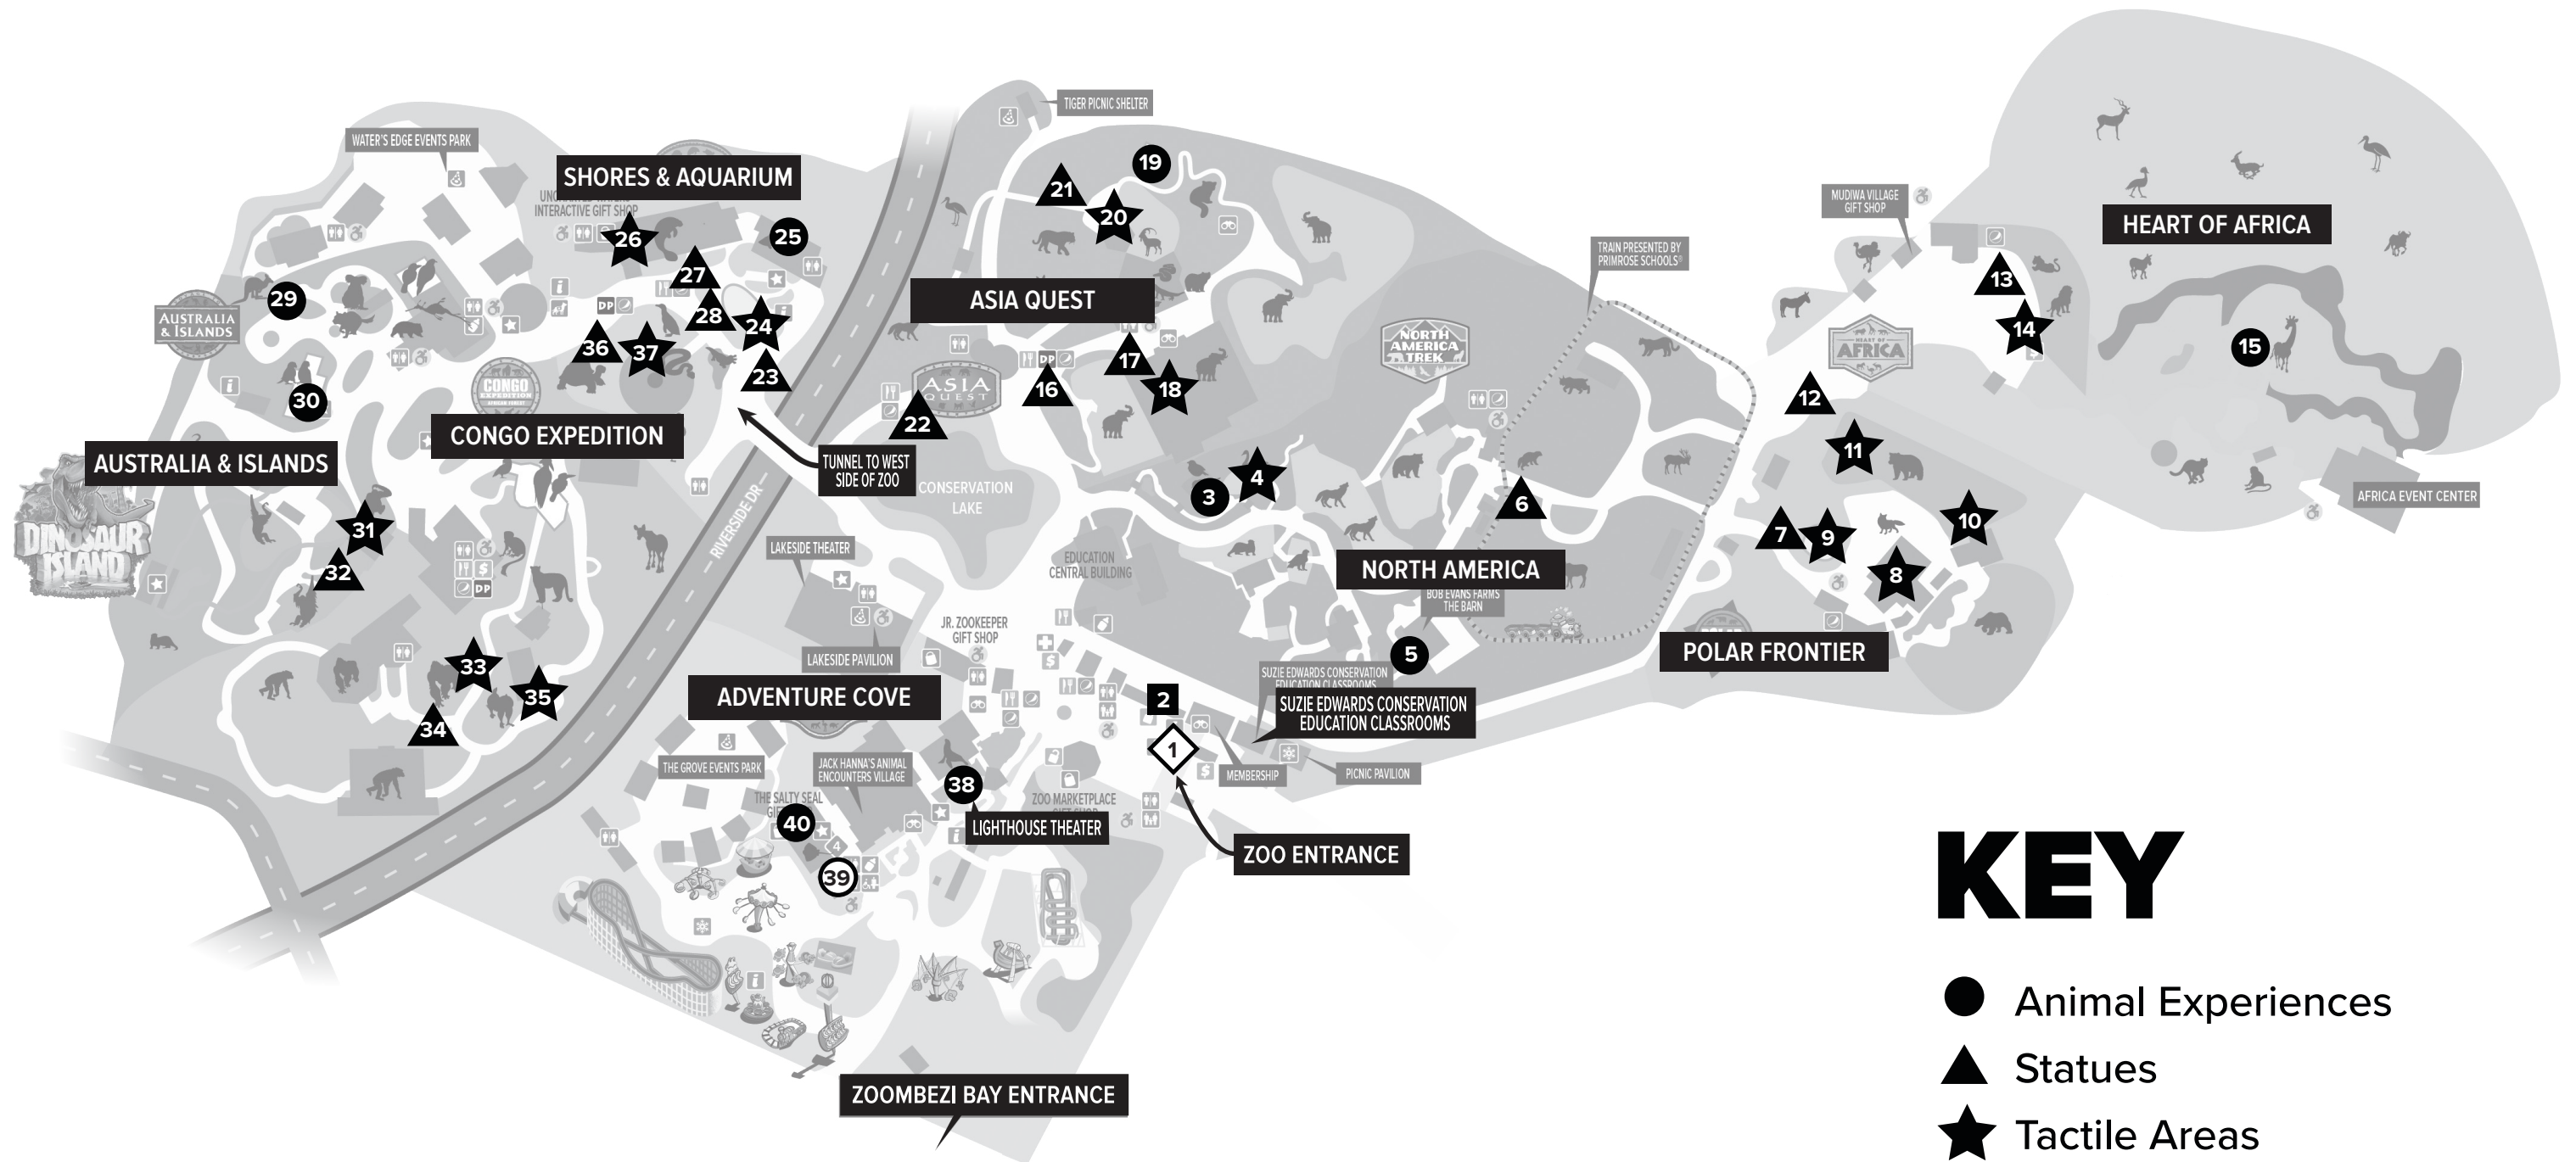 TIGER PICNIC SHELTER
WATER'S EDGE EVENTS PARK
SHORES & AQUARIUM
INTERACTIVE GIFT SHOP
19
21
20
26
25
27
28
24
29
AUSTRALIA
& ISLANDS
36
37
23
30
CONGO
EXPEDITION
DP
CONGO EXPEDITION
AUSTRALIA & ISLANDS
DINOSAUR
ISLAND
ASIA QUEST
DP
17
16
18
ASIA
QUEST
22
TUNNEL TO WEST
SIDE OF ZOO
CONSERVATION
LAKE
RIVERSIDE DR
31
32
DP
33
35
34
NORTH
AMERICA
TREK
TRAIN PRESENTED BY
PRIMROSE SCHOOLS®
MUDIWA VILLAGE
GIFT SHOP
HEART OF AFRICA
13
14
15
HEART OF
AFRICA
12
11
AFRICA EVENT CENTER
3
4
6
7
9
10
8
NORTH AMERICA
BOB EVANS FARMS
THE BARN
5
POLAR FRONTIER
EDUCATION
CENTRAL BUILDING
LAKESIDE THEATER
JR. ZOOKEEPER
GIFT SHOP
LAKESIDE PAVILION
ADVENTURE COVE
2
1
SUZIE EDWARDS CONSERVATION
EDUCATION CLASSROOMS
SUZIE EDWARDS CONSERVATION
EDUCATION CLASSROOMS
MEMBERSHIP
PICNIC PAVILION
THE GROVE EVENTS PARK
JACK HANNA'S ANIMAL
ENCOUNTERS VILLAGE
38
THE SALTY SEAL
ZOO MARKETPLACE
GIFT SHOP
40
LIGHTHOUSE THEATER
4
39
ZOO ENTRANCE
ZOOMBEZI BAY ENTRANCE
KEY
Animal Experiences
Statues
Tactile Areas